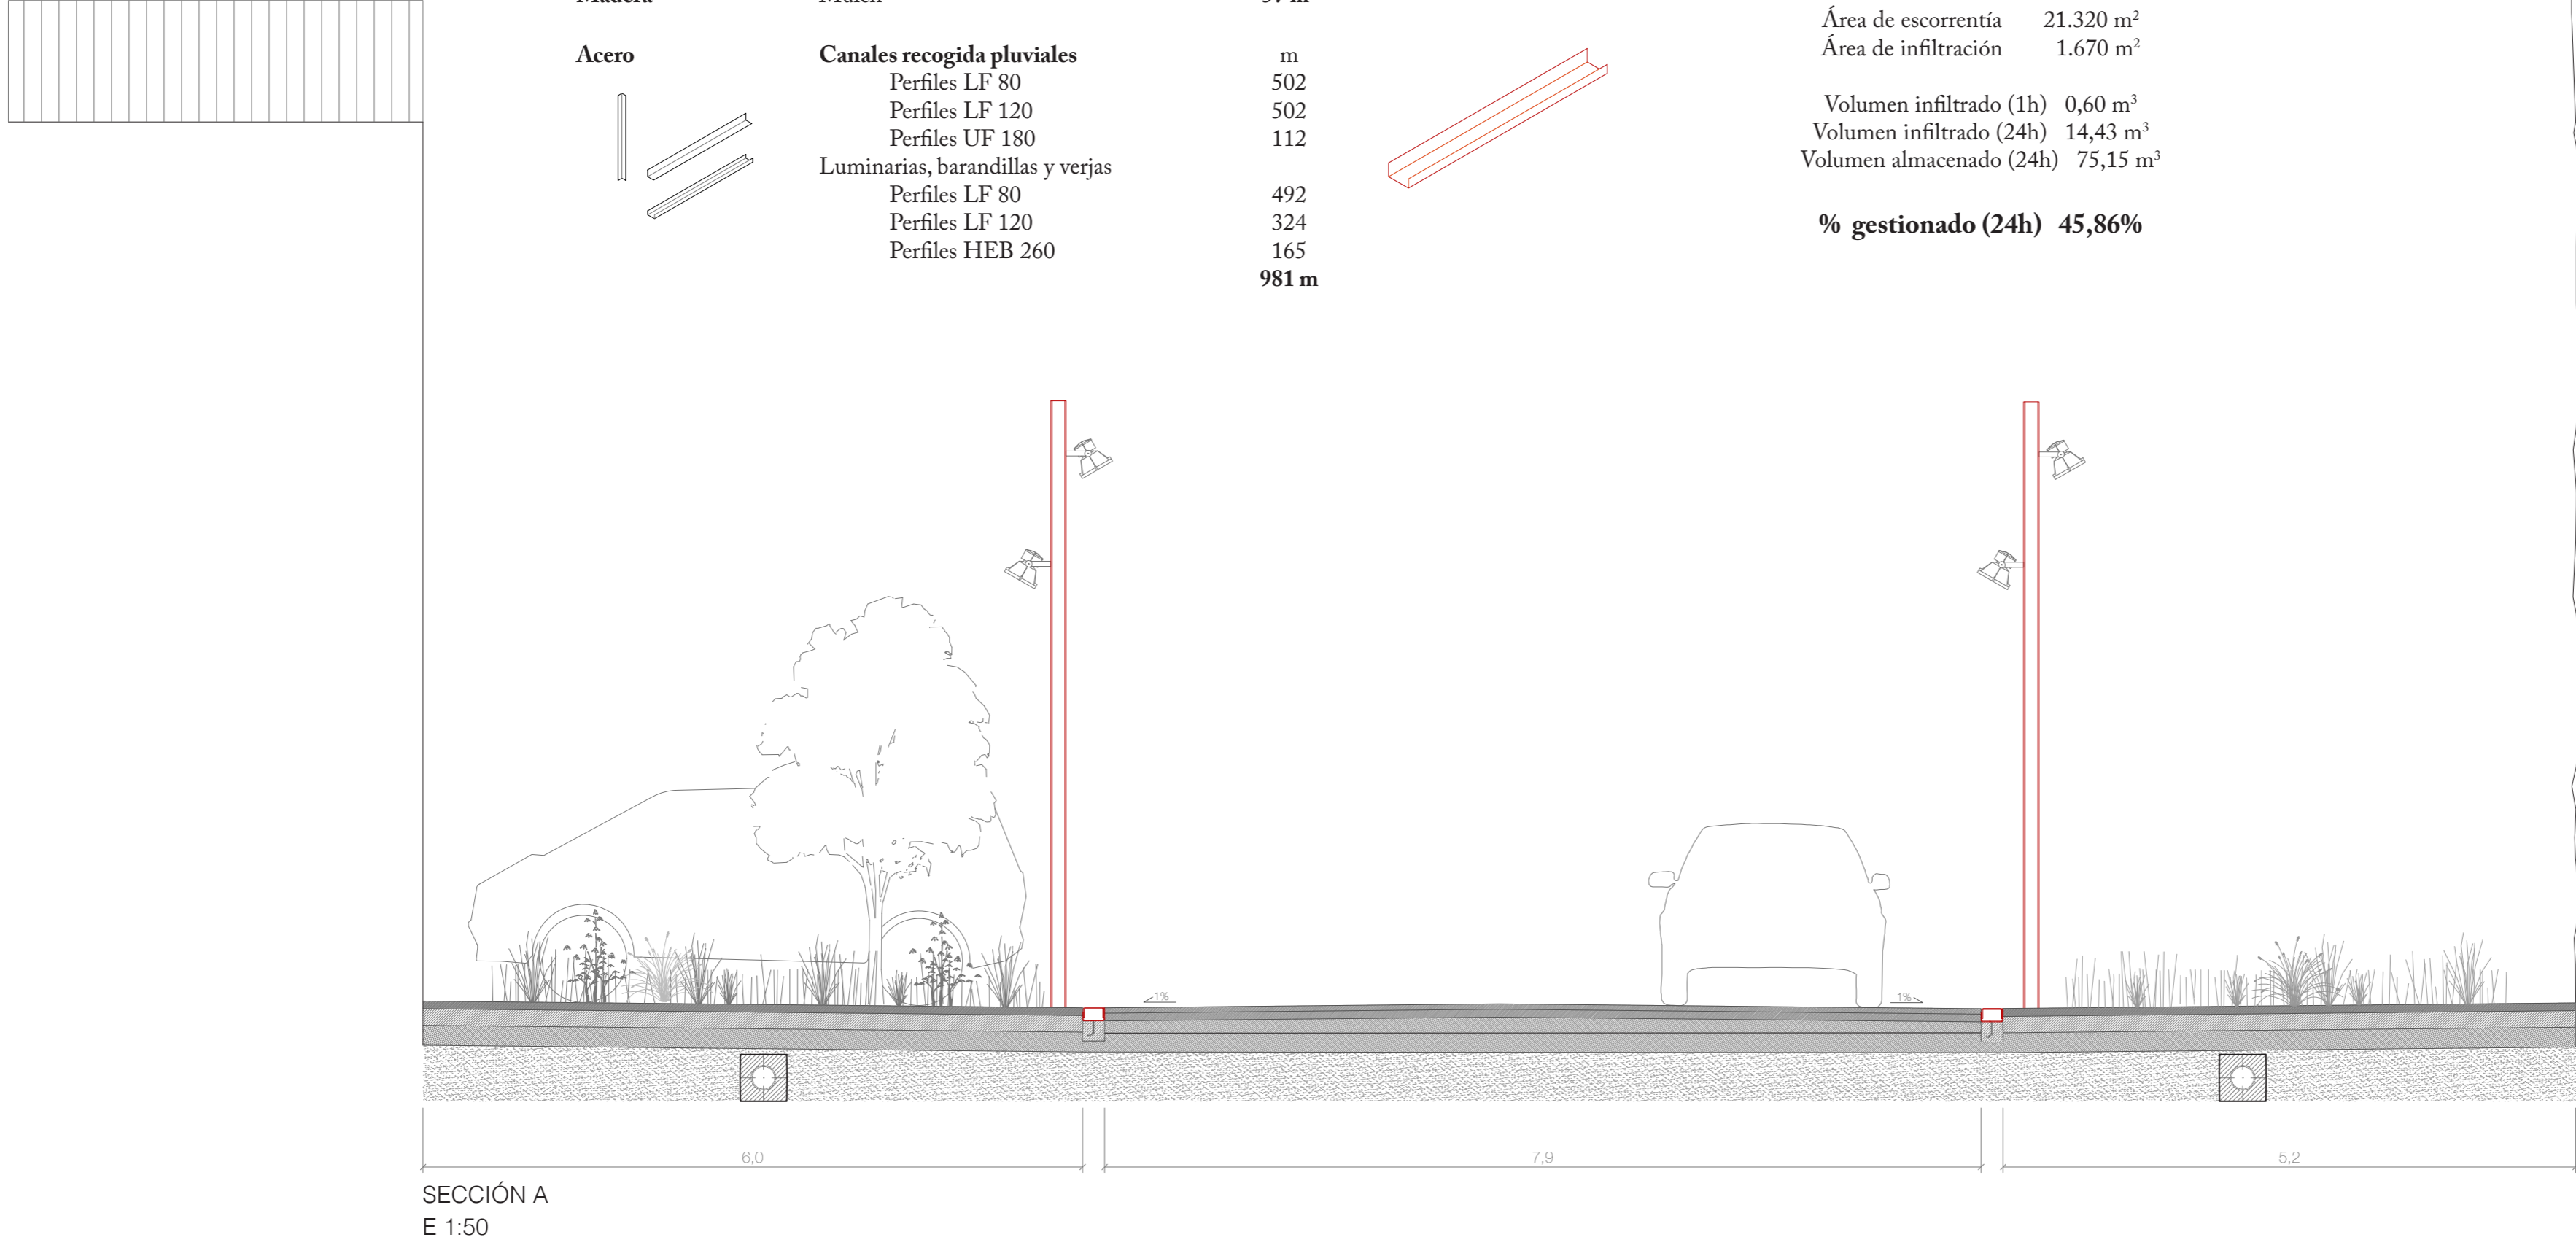 Acero Canales recogida pluviales m
Perfiles LF 80 502
Perfiles LF 120 502
Perfiles UF 180 112
Luminarias, barandillas y verjas
Perfiles LF 80 492
Perfiles LF 120 324
Perfiles HEB 260 165
981 m
Área de escorrentía 21.320 m²
Área de infiltración 1.670 m²
Volumen infiltrado (1h) 0,60 m³
Volumen infiltrado (24h) 14,43 m³
Volumen almacenado (24h) 75,15 m³
% gestionado (24h) 45,86%
1%
1%
6,0
7,9
5,2
SECCIÓN A
E 1:50